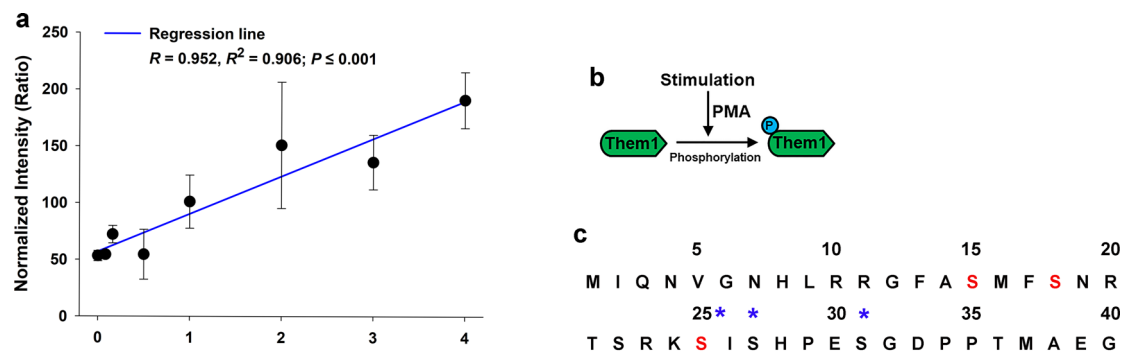 a
250
200
150
100
50
0
Normalized Intensity (Ratio)
Regression line
R = 0.952, R² = 0.906; P ≤ 0.001
0 1 2 3 4
b
Stimulation
PMA
Them1
Phosphorylation
P
Them1
c
5 10 15 20
M I Q N V G N H L R R G F A S M F S N R
25 * * 30 * 35 40
T S R K S I S H P E S G D P P T M A E G